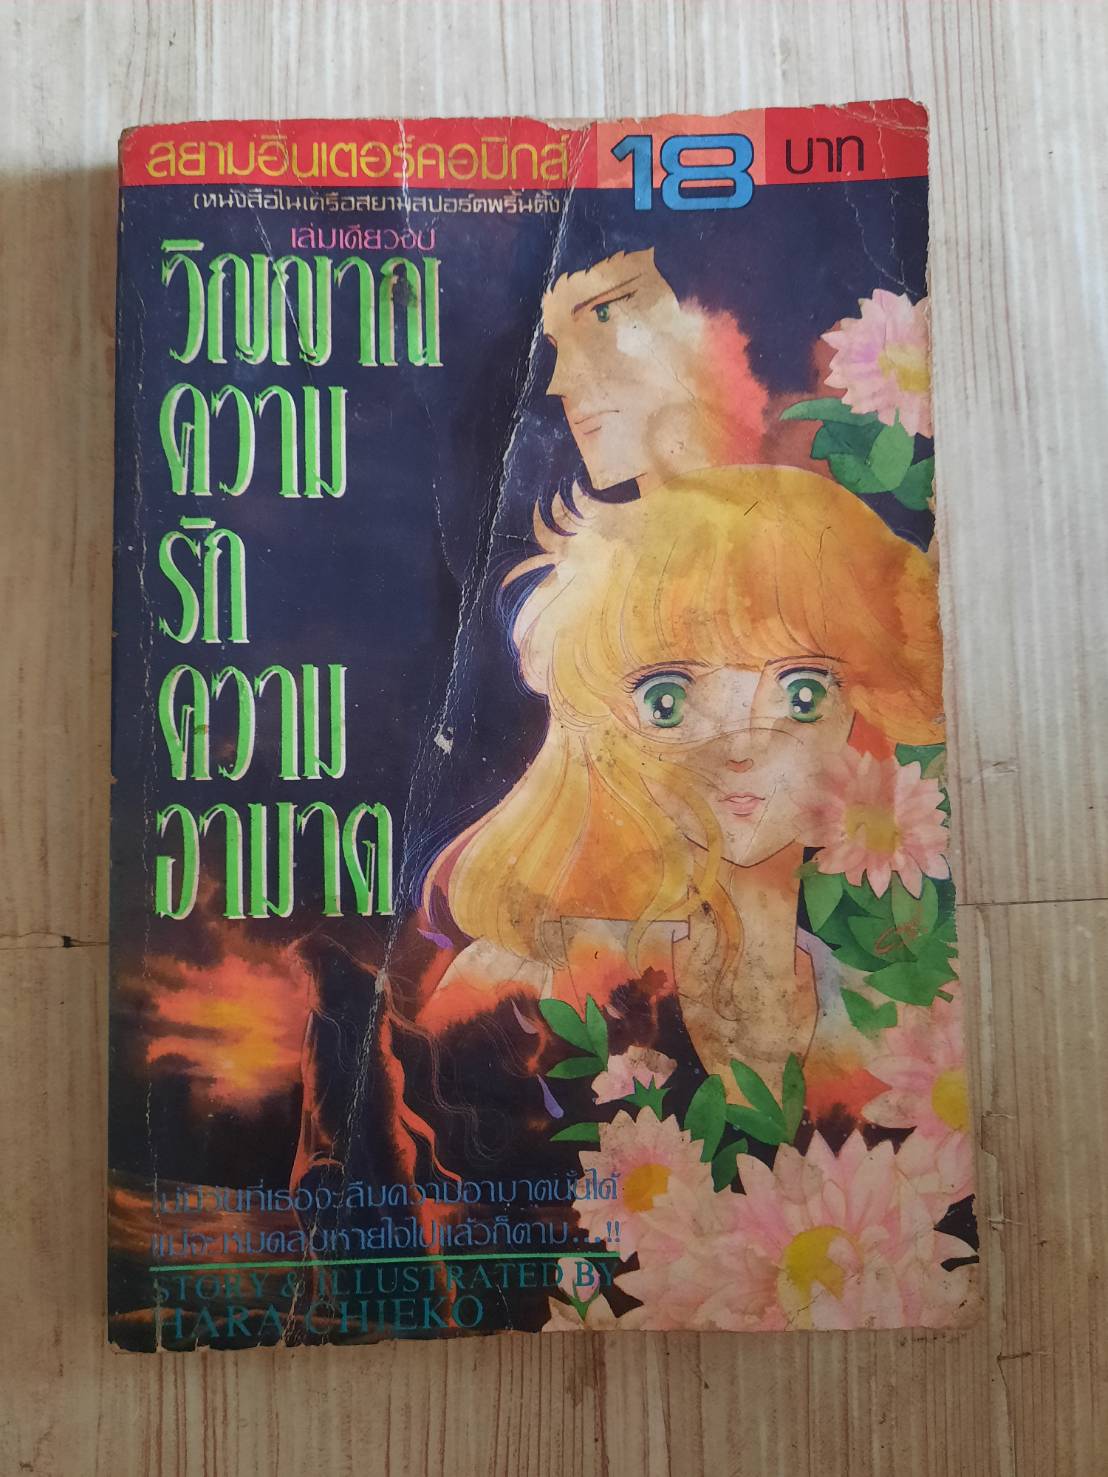 สยามอินเตอร์คอมิกส์
18 บาท
(หนังสือในเครือสยามสปอร์ตพริ้นติ้ง)
เล่มเดียวจบ
วิญญาณ
ความ
รัก
ความ
อาฆาต
ไม่มีวันที่เธอจะลืมความอาฆาตนั้นได้
แม้จะหมดลมหายใจไปแล้วก็ตาม...!!
STORY & ILLUSTRATED BY
HARA CHIEKO